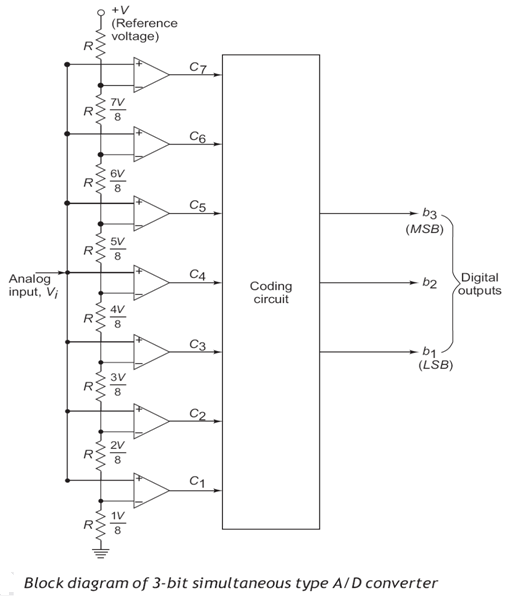 +V
(Reference
voltage)
R
+
−
C7
R
7V
8
+
−
C6
R
6V
8
+
−
C5
R
5V
8
+
−
C4
Analog
input, Vi
R
4V
8
+
−
C3
R
3V
8
+
−
C2
R
2V
8
+
−
C1
R
1V
8
Coding
circuit
b3
(MSB)
b2
b1
(LSB)
Digital
outputs
Block diagram of 3-bit simultaneous type A/D converter